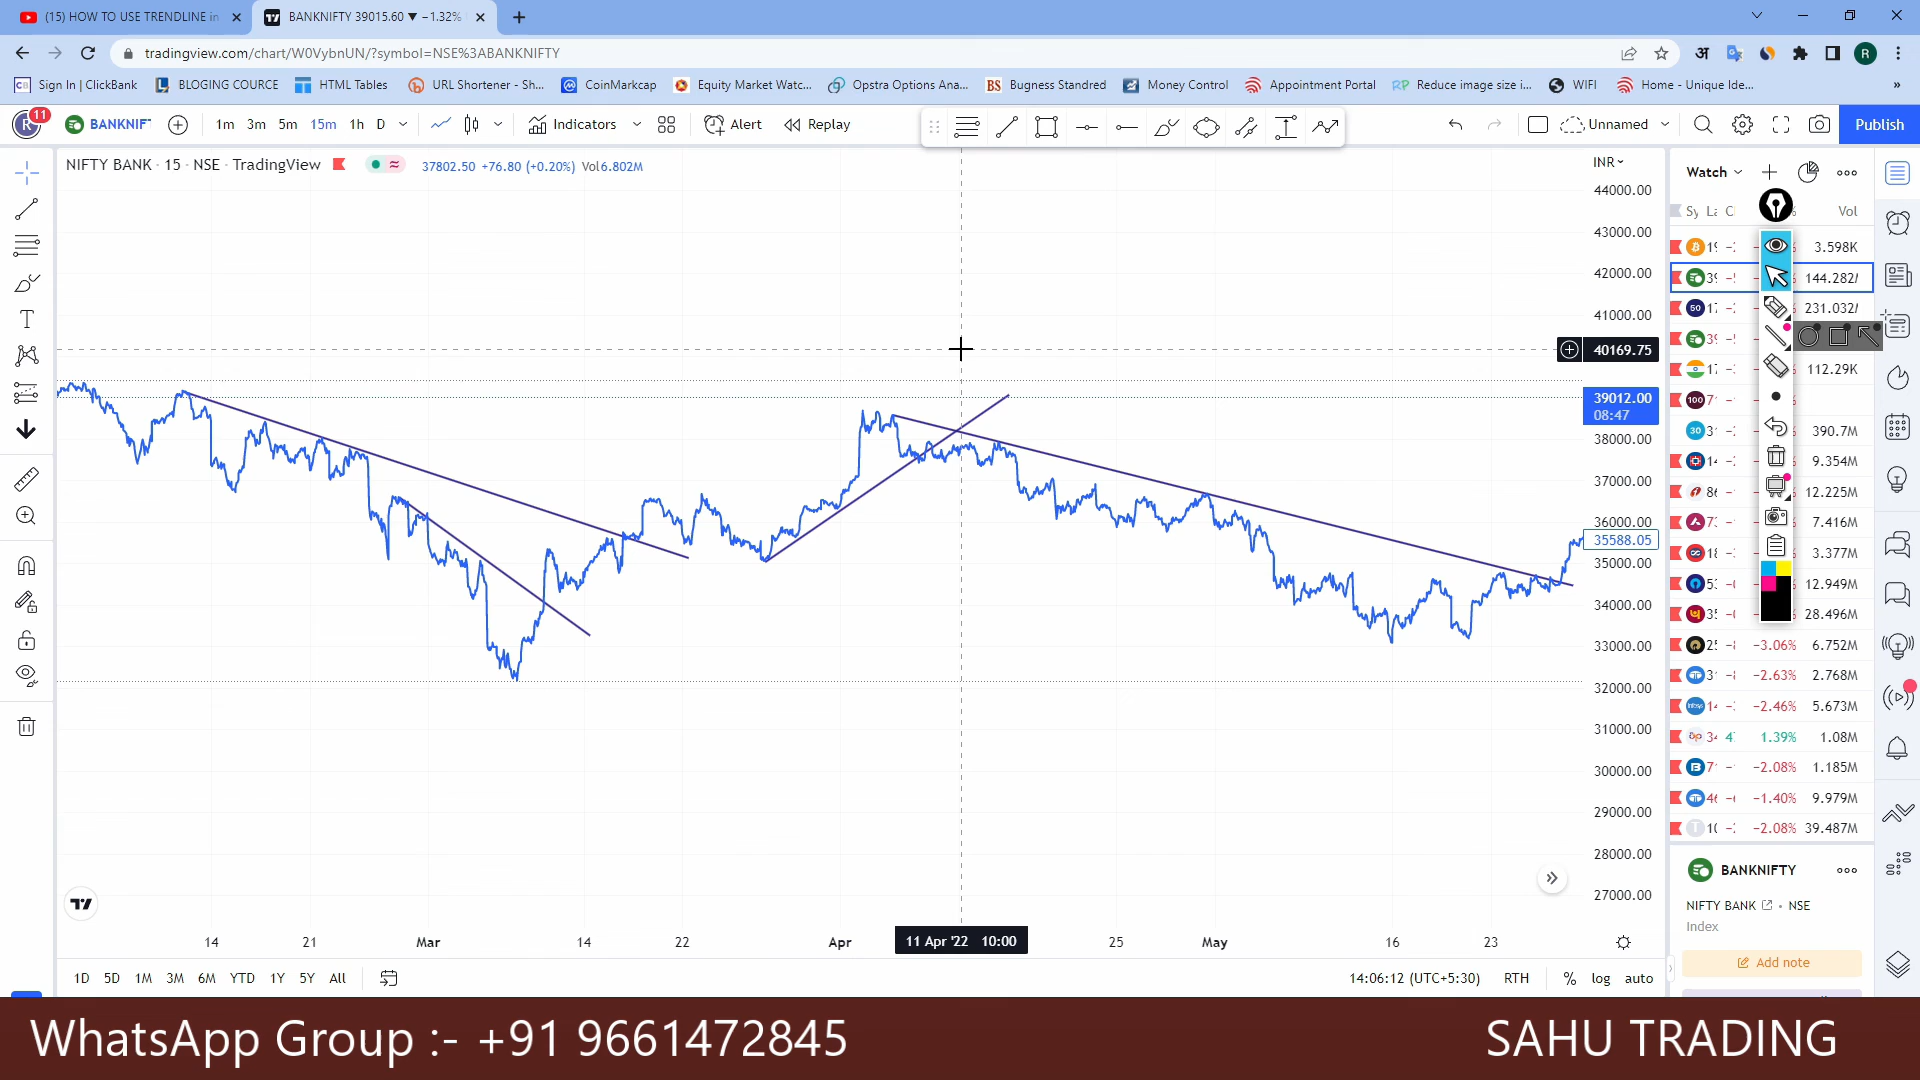 (15) HOW TO USE TRENDLINE in
BANKNIFTY 39015.60 ▼ −1.32%
tradingview.com/chart/W0VybnUN/?symbol=NSE%3ABANKNIFTY
अ
R
CB Sign In | ClickBank
BLOGING COURCE
HTML Tables
URL Shortener - Sh...
CoinMarkcap
Equity Market Watc...
Opstra Options Ana...
BS Bugness Standred
Money Control
Appointment Portal
RP Reduce image size i...
WIFI
Home - Unique Ide...
»
R 11
BANKNIF
1m 3m 5m 15m 1h D
Indicators
Alert
Replay
Unnamed
Publish
NIFTY BANK · 15 · NSE · TradingView
37802.50 +76.80 (+0.20%) Vol 6.802M
INR
44000.00
43000.00
42000.00
41000.00
40169.75
39012.00
08:47
38000.00
37000.00
36000.00
35588.05
35000.00
34000.00
33000.00
32000.00
31000.00
30000.00
29000.00
28000.00
27000.00
14 21 Mar 14 22 Apr 11 Apr '22 10:00 25 May 16 23
1D 5D 1M 3M 6M YTD 1Y 5Y All
14:06:12 (UTC+5:30) RTH % log auto
Watch
Vol
3.598K
144.282
231.032
112.29K
390.7M
9.354M
12.225M
7.416M
3.377M
12.949M
28.496M
−3.06% 6.752M
−2.63% 2.768M
−2.46% 5.673M
1.39% 1.08M
−2.08% 1.185M
−1.40% 9.979M
−2.08% 39.487M
BANKNIFTY
NIFTY BANK • NSE
Index
Add note
WhatsApp Group :- +91 9661472845
SAHU TRADING